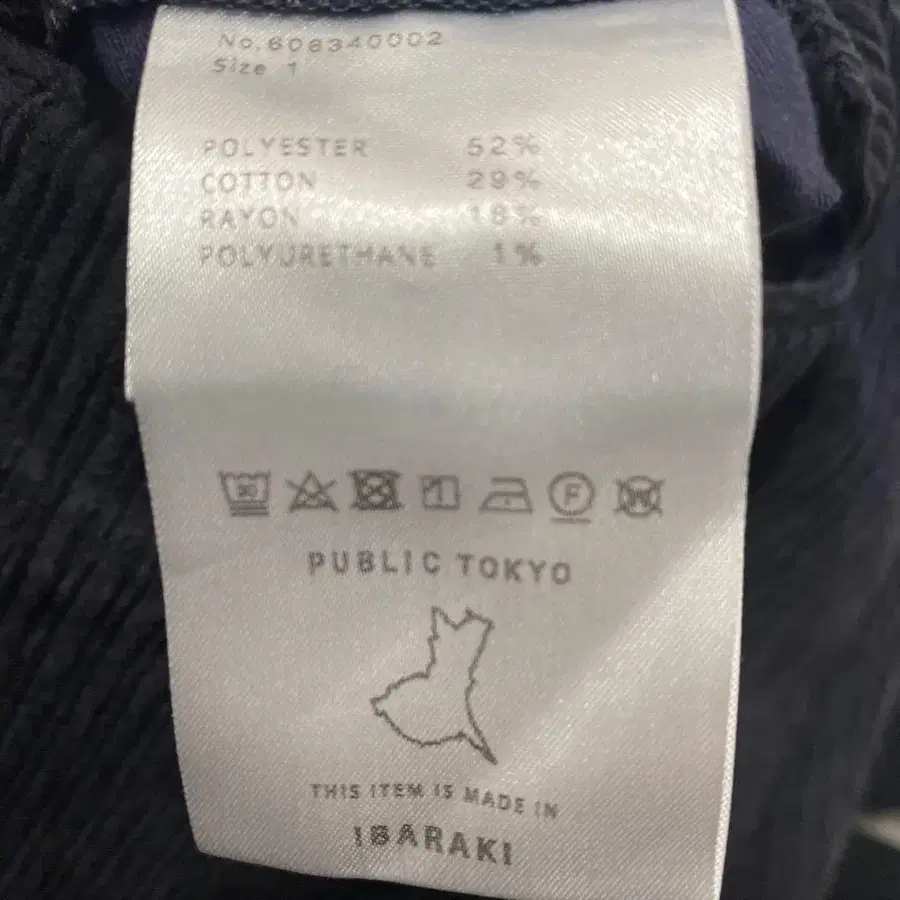 No.608340002
Size 1
POLYESTER 52%
COTTON 29%
RAYON 18%
POLYURETHANE 1%
30
F
W
PUBLIC TOKYO
THIS ITEM IS MADE IN
IBARAKI